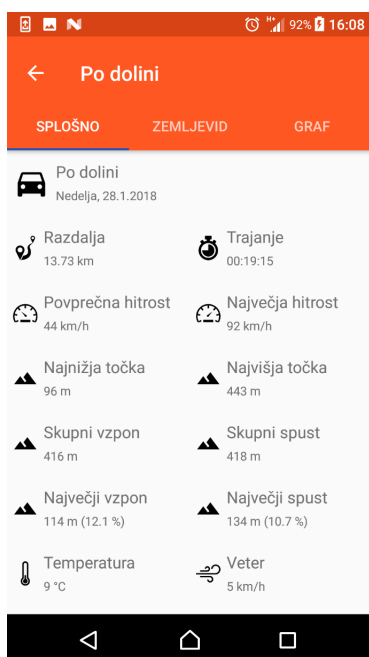 92% 16:08
Po dolini
SPLOŠNO ZEMLJEVID GRAF
Po dolini
Nedelja, 28.1.2018
Razdalja Trajanje
13.73 km 00:19:15
Povprečna hitrost Največja hitrost
44 km/h 92 km/h
Najnižja točka Najvišja točka
96 m 443 m
Skupni vzpon Skupni spust
416 m 418 m
Največji vzpon Največji spust
114 m (12.1 %) 134 m (10.7 %)
Temperatura Veter
9 °C 5 km/h